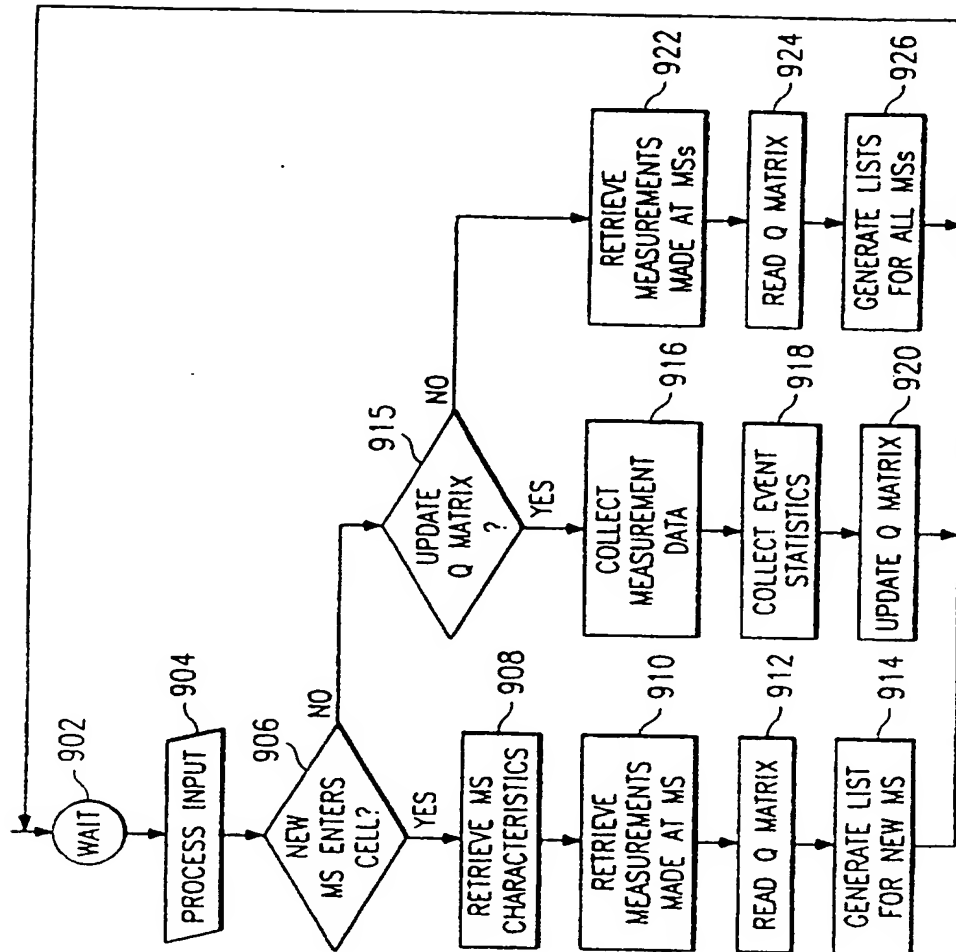 902
WAIT
904
PROCESS INPUT
906
NEW
MS ENTERS
CELL?
NO
YES
908
RETRIEVE MS
CHARACTERISTICS
910
RETRIEVE
MEASUREMENTS
MADE AT MS
912
READ Q MATRIX
914
GENERATE LIST
FOR NEW MS
915
UPDATE
Q MATRIX
?
NO
YES
916
COLLECT
MEASUREMENT
DATA
918
COLLECT EVENT
STATISTICS
920
UPDATE Q MATRIX
922
RETRIEVE
MEASUREMENTS
MADE AT MSs
924
READ Q MATRIX
926
GENERATE LISTS
FOR ALL MSs